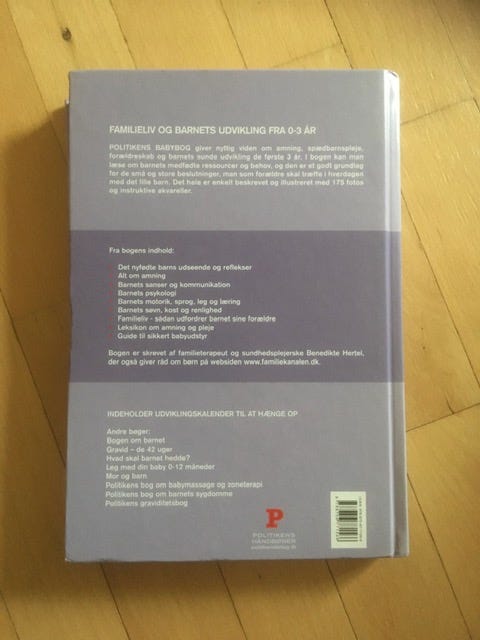 FAMILIELIV OG BARNETS UDVIKLING FRA 0-3 ÅR
POLITIKENS BABYBOG giver nyttig viden om amning, spædbarnspleje,
forældreskab og barnets sunde udvikling de første 3 år. I bogen kan man
læse om barnets medfødte ressourcer og behov, og den er et godt grundlag
for de små og store beslutninger, man som forældre skal træffe i hverdagen
med det lille barn. Det hele er enkelt beskrevet og illustreret med 175 fotos
og instruktive akvareller.
Fra bogens indhold:
Det nyfødte barns udseende og reflekser
Alt om amning
Barnets sanser og kommunikation
Barnets psykologi
Barnets motorik, sprog, leg og læring
Barnets søvn, kost og renlighed
Familieliv - sådan udfordrer barnet sine forældre
Leksikon om amning og pleje
Guide til sikkert babyudstyr
Bogen er skrevet af familieterapeut og sundhedsplejerske Benedikte Hertel,
der også giver råd om børn på websiden www.familiekanalen.dk.
INDEHOLDER UDVIKLINGSKALENDER TIL AT HÆNGE OP
Andre bøger:
Bogen om barnet
Gravid – de 42 uger
Hvad skal barnet hedde?
Leg med din baby 0-12 måneder
Mor og barn
Politikens bog om babymassage og zoneterapi
Politikens bog om barnets sygdomme
Politikens graviditetsbog
P
POLITIKENS
HÅNDBØGER